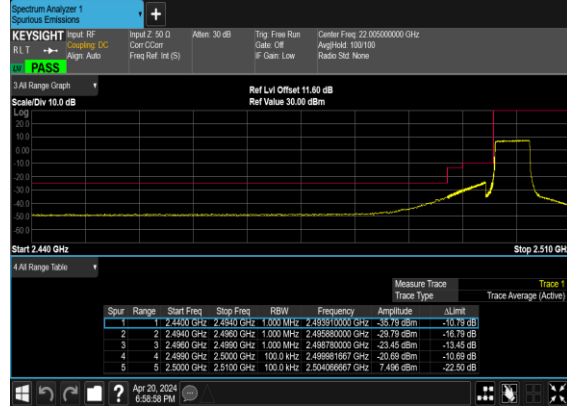 Spectrum Analyzer 1
Spurious Emissions
+
KEYSIGHT Input: RF Input Z: 50 Ω Atten: 30 dB Trig: Free Run Center Freq: 22.005000000 GHz
RLT Coupling: DC Corr CCorr Gate: Off Avg|Hold: 100/100
Align: Auto Freq Ref: Int (S) IF Gain: Low Radio Std: None
LW PASS
3 All Range Graph
Ref Lvl Offset 11.60 dB
Scale/Div 10.0 dB Ref Value 30.00 dBm
Log
20.0
10.0
0.00
-10.0
-20.0
-30.0
-40.0
-50.0
-60.0
Start 2.440 GHz Stop 2.510 GHz
4 All Range Table
Measure Trace Trace 1
Trace Type Trace Average (Active)
Spur Range Start Freq Stop Freq RBW Frequency Amplitude ΔLimit
1 1 2.4400 GHz 2.4940 GHz 1.000 MHz 2.493910000 GHz -35.79 dBm -10.79 dB
2 2 2.4940 GHz 2.4960 GHz 1.000 MHz 2.495880000 GHz -29.79 dBm -16.79 dB
3 3 2.4960 GHz 2.4990 GHz 1.000 MHz 2.498780000 GHz -23.45 dBm -13.45 dB
4 4 2.4990 GHz 2.5000 GHz 100.0 kHz 2.499981667 GHz -20.69 dBm -10.69 dB
5 5 2.5000 GHz 2.5100 GHz 100.0 kHz 2.504066667 GHz 7.496 dBm -22.50 dB
? Apr 20, 2024
6:58:58 PM